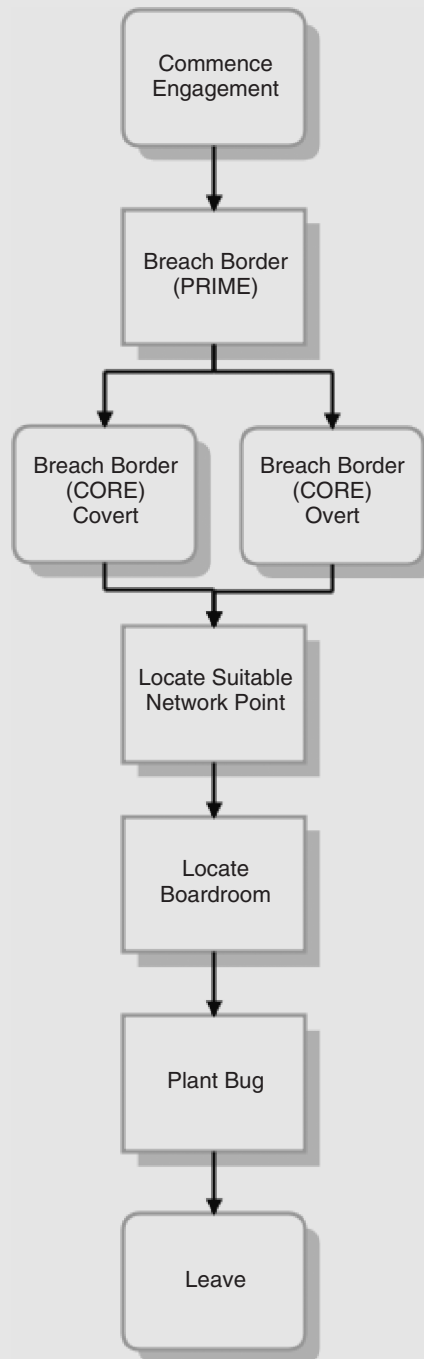 Commence
Engagement
Breach Border
(PRIME)
Breach Border
(CORE)
Covert
Breach Border
(CORE)
Overt
Locate Suitable
Network Point
Locate
Boardroom
Plant Bug
Leave